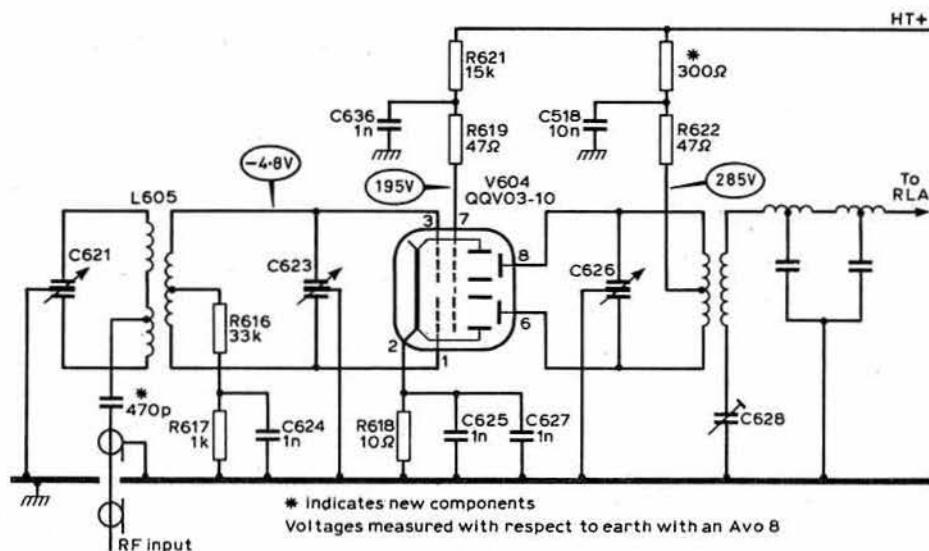 HT+
R621
15k
*
300Ω
C636
1n
R619
47Ω
C518
10n
R622
47Ω
-4·8V
195V
V604
QQV03-10
285V
To
RLA
L605
3
7
C621
C623
8
C626
R616
33k
6
2
1
*
470p
R617
1k
C624
1n
R618
10Ω
C625
1n
C627
1n
C628
* indicates new components
Voltages measured with respect to earth with an Avo 8
RF input